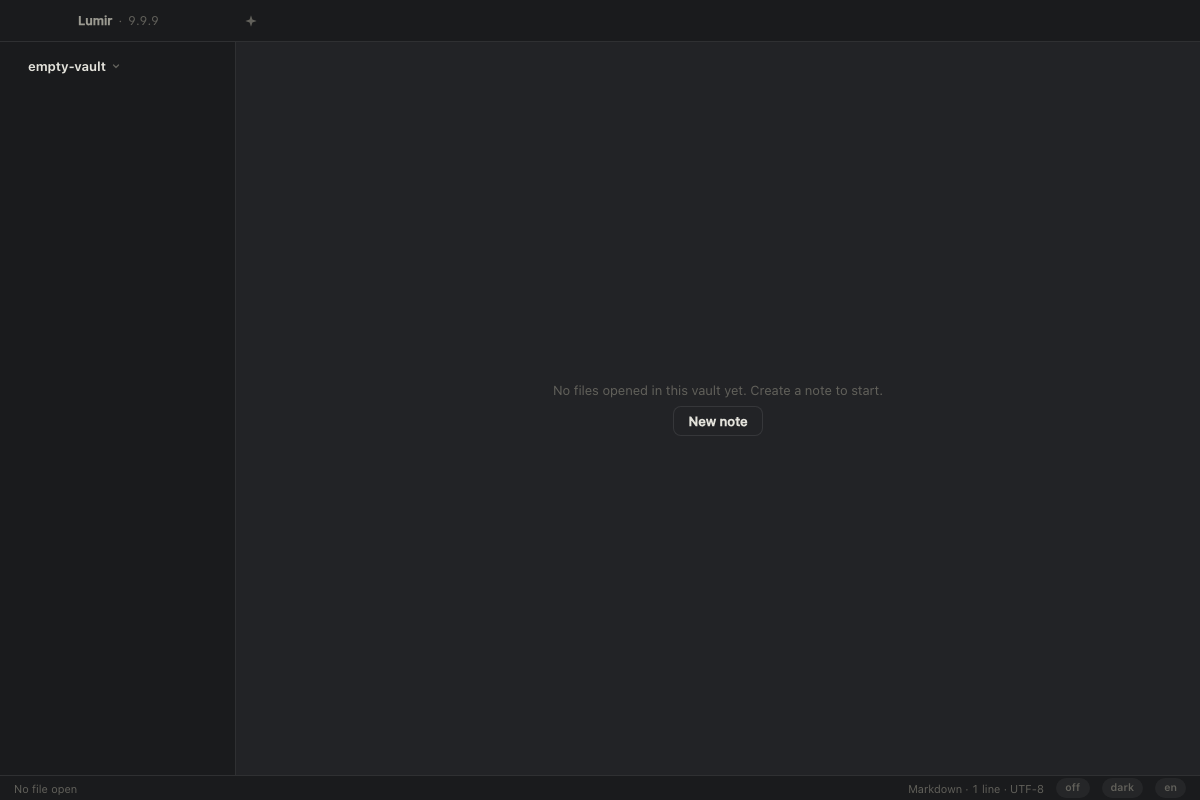 Lumir · 9.9.9
empty-vault
No files opened in this vault yet. Create a note to start.
New note
No file open
Markdown · 1 line · UTF-8
off
dark
en